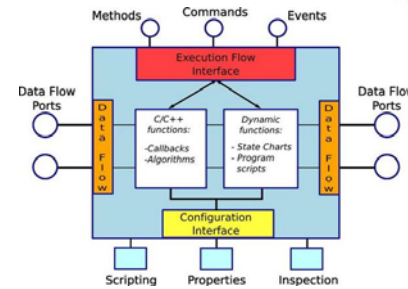 Methods
Commands
Events
Execution Flow
Interface
Data Flow
Ports
Data Flow
Ports
Data Flow
C/C++
functions:
-Callbacks
-Algorithms
Dynamic
functions:
- State Charts
- Program
scripts
Data Flow
Configuration
Interface
Scripting
Properties
Inspection